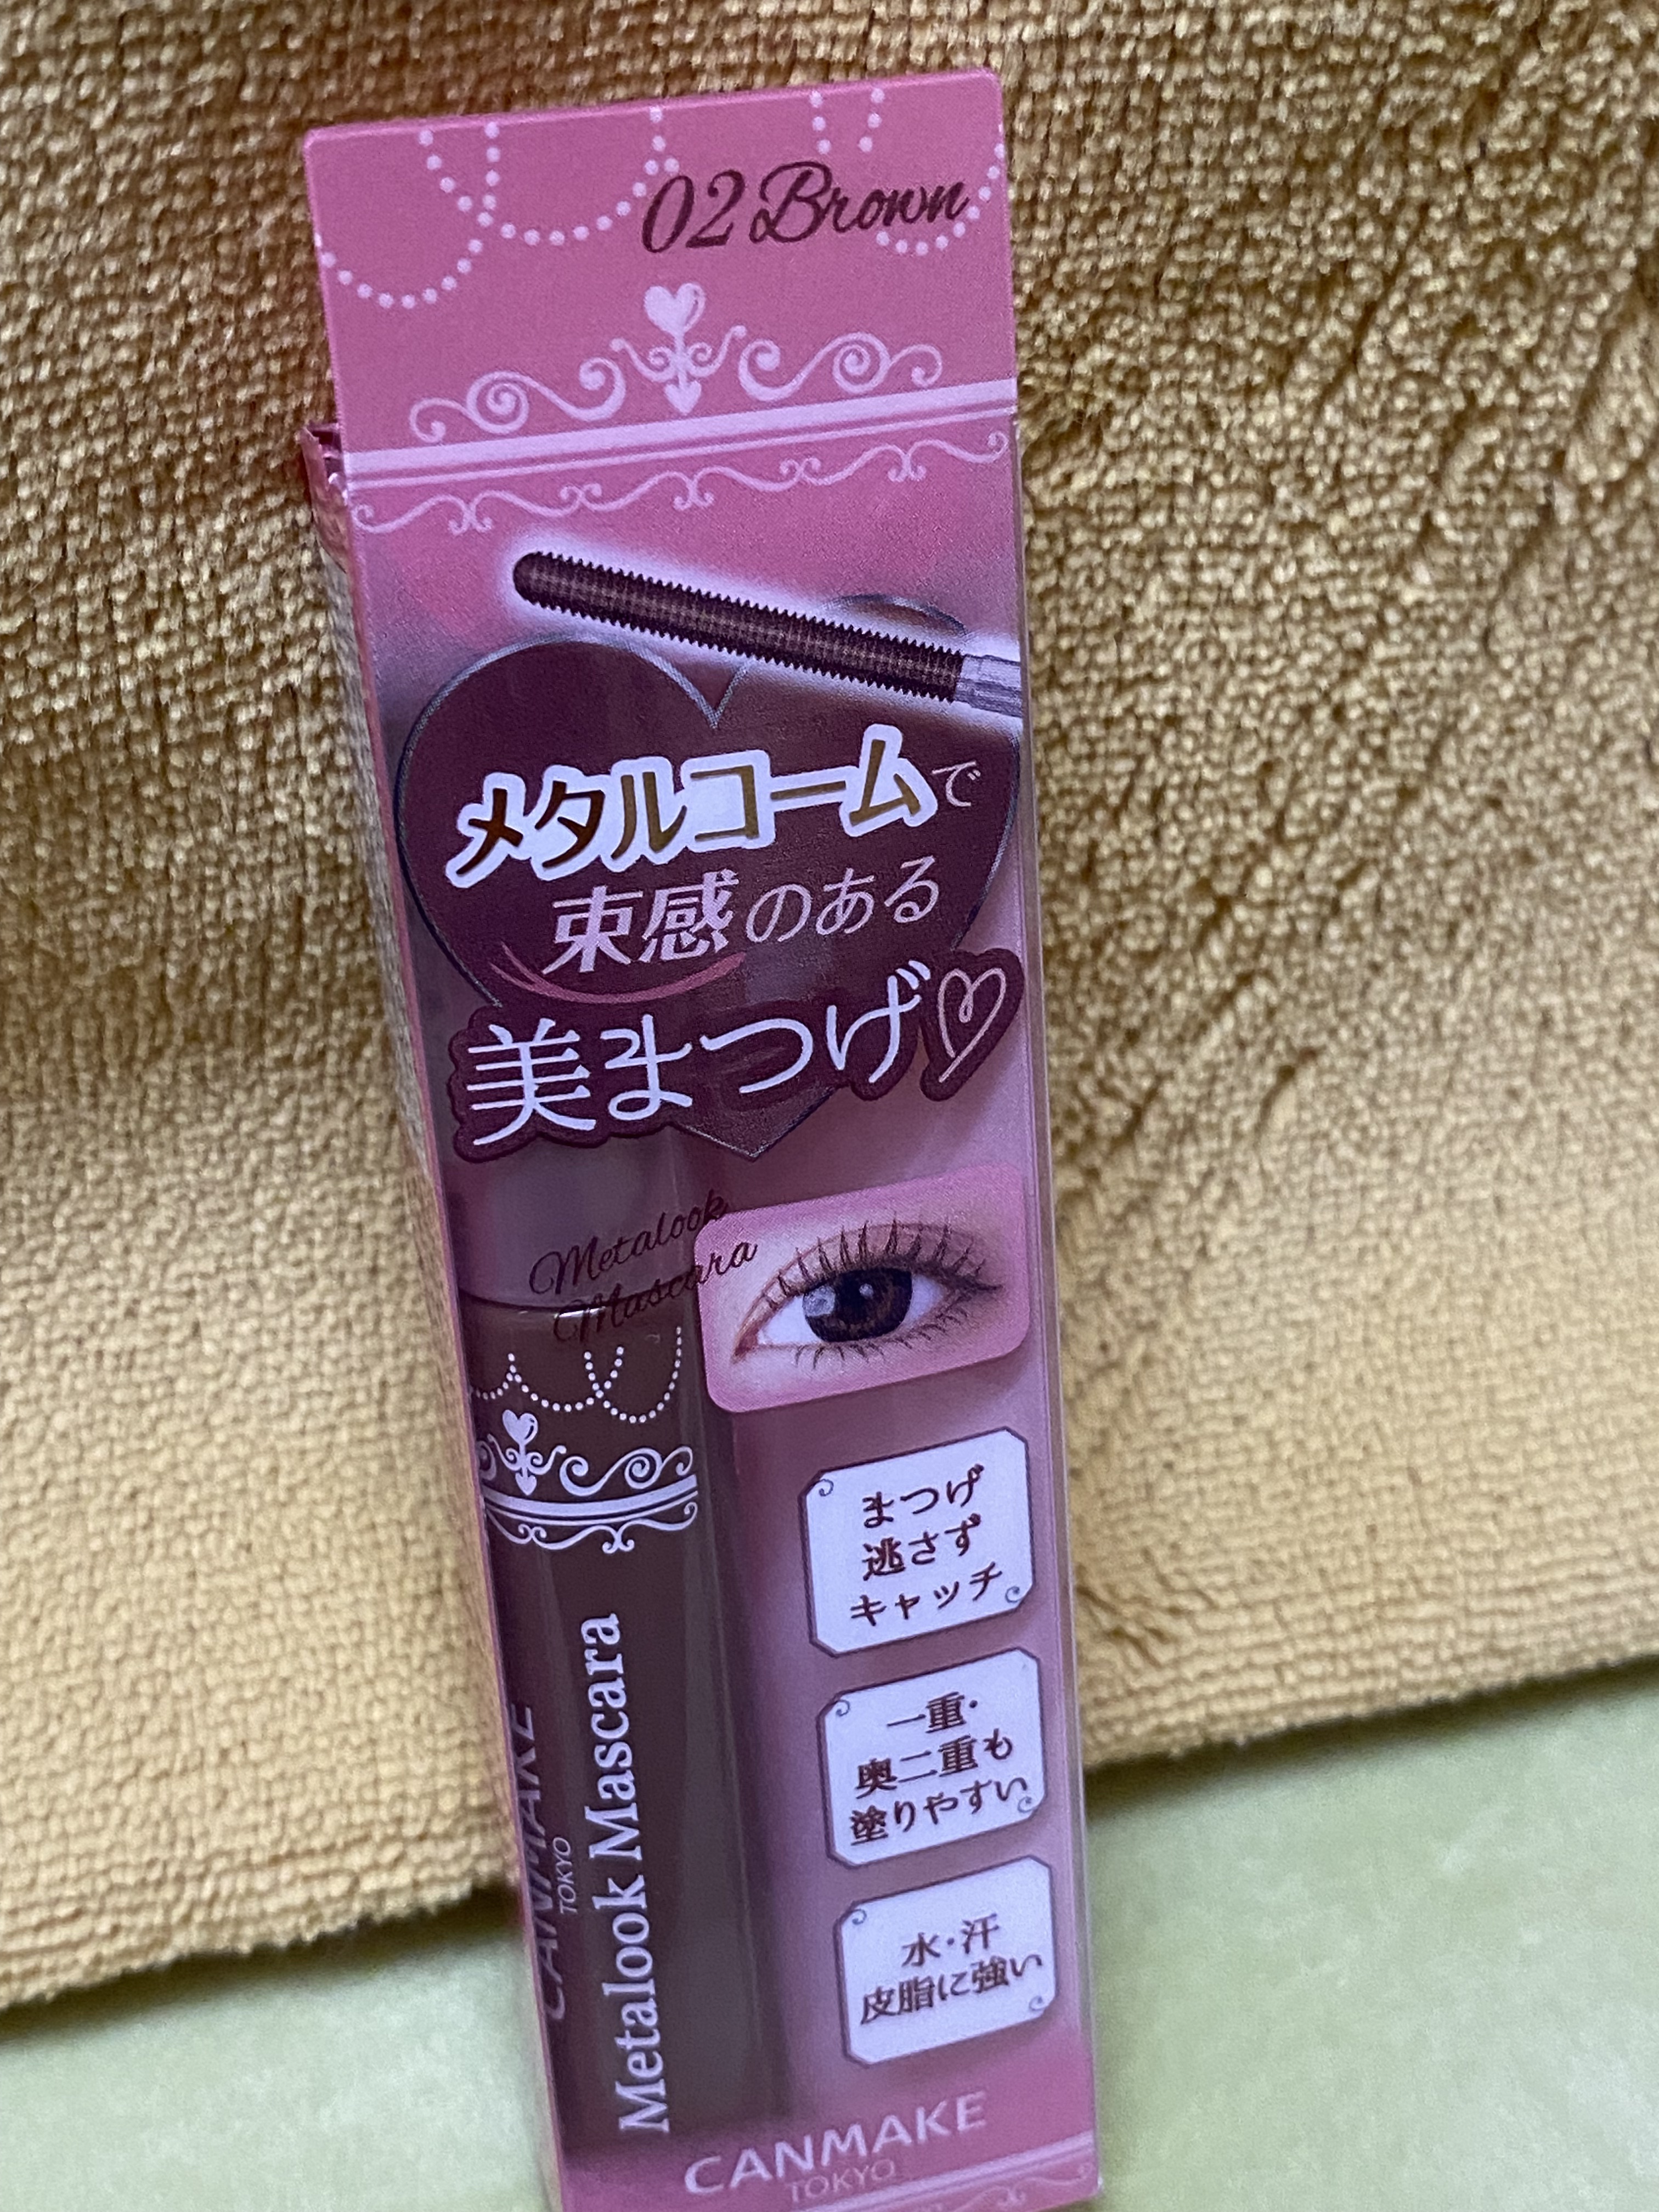 02 Brown
メタルコームで
束感のある
美まつげ♡
Metalook
Mascara
まつげ
逃さず
キャッチ
一重・
奥二重も
塗りやすい
水・汗
皮脂に強い
CANMAKE
TOKYO
Metalook Mascara
CANMAKE
TOKYO